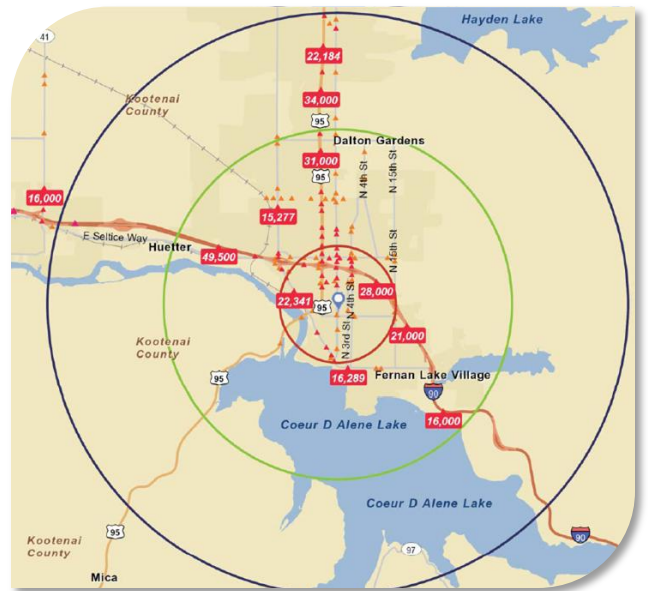 Hayden Lake
41
22,184
Kootenai
County
34,000
95
Dalton Gardens
31,000
95
N 4th St
N 15th St
16,000
15,277
E Seltice Way
Huetter
49,500
N 15th St
28,000
22,341
95
N 4th St
N 3rd St
21,000
Kootenai
County
16,289
Fernan Lake Village
95
90
16,000
Coeur D Alene Lake
Coeur D Alene Lake
95
90
Kootenai
County
97
Mica